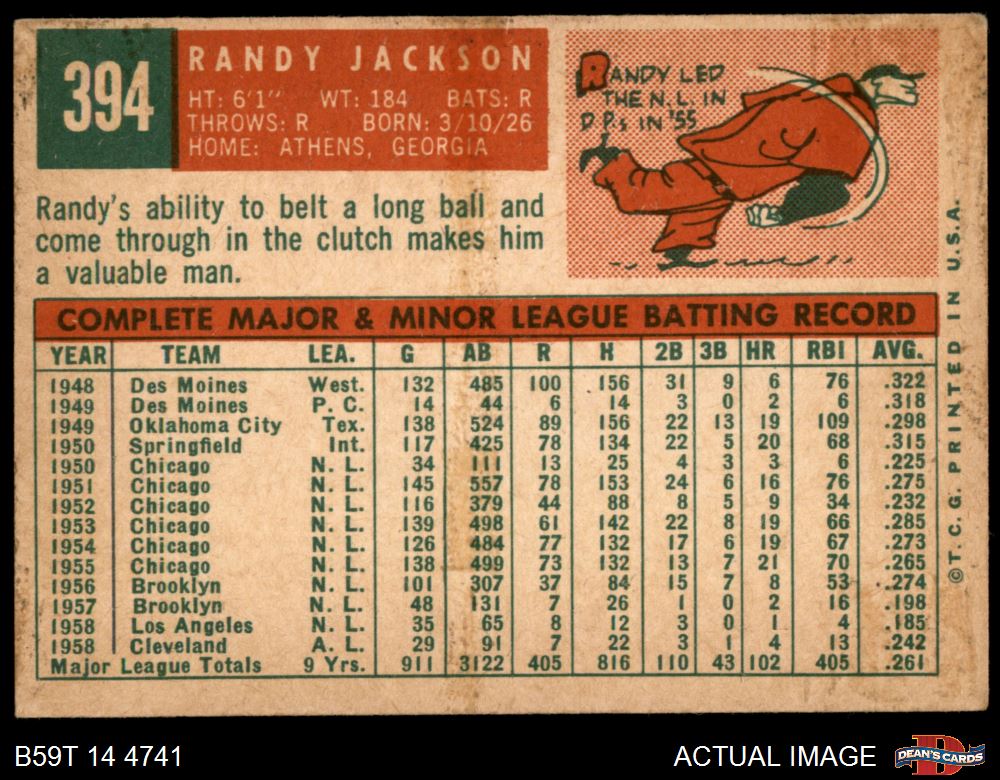 394
RANDY JACKSON
HT: 6'1" WT: 184 BATS: R
THROWS: R BORN: 3/10/26
HOME: ATHENS, GEORGIA
RANDY LED
THE N.L. IN
D.P.s IN '55
Randy's ability to belt a long ball and
come through in the clutch makes him
a valuable man.
COMPLETE MAJOR & MINOR LEAGUE BATTING RECORD
YEAR TEAM LEA. G AB R H 2B 3B HR RBI AVG.
1948 Des Moines West. 132 485 100 156 31 9 6 76 .322
1949 Des Moines P. C. 14 44 6 14 3 0 2 6 .318
1949 Oklahoma City Tex. 138 524 89 156 22 13 19 109 .298
1950 Springfield Int. 117 425 78 134 22 5 20 68 .315
1950 Chicago N. L. 34 111 13 25 4 3 3 6 .225
1951 Chicago N. L. 145 557 78 153 24 6 16 76 .275
1952 Chicago N. L. 116 379 44 88 8 5 9 34 .232
1953 Chicago N. L. 139 498 61 142 22 8 19 66 .285
1954 Chicago N. L. 126 484 77 132 17 6 19 67 .273
1955 Chicago N. L. 138 499 73 132 13 7 21 70 .265
1956 Brooklyn N. L. 101 307 37 84 15 7 8 53 .274
1957 Brooklyn N. L. 48 131 7 26 1 0 2 16 .198
1958 Los Angeles N. L. 35 65 8 12 3 0 1 4 .185
1958 Cleveland A. L. 29 91 7 22 3 1 4 13 .242
Major League Totals 9 Yrs. 911 3122 405 816 110 43 102 405 .261
©T. C. G. PRINTED IN U.S.A.
B59T 14 4741
ACTUAL IMAGE
DEAN'S CARDS